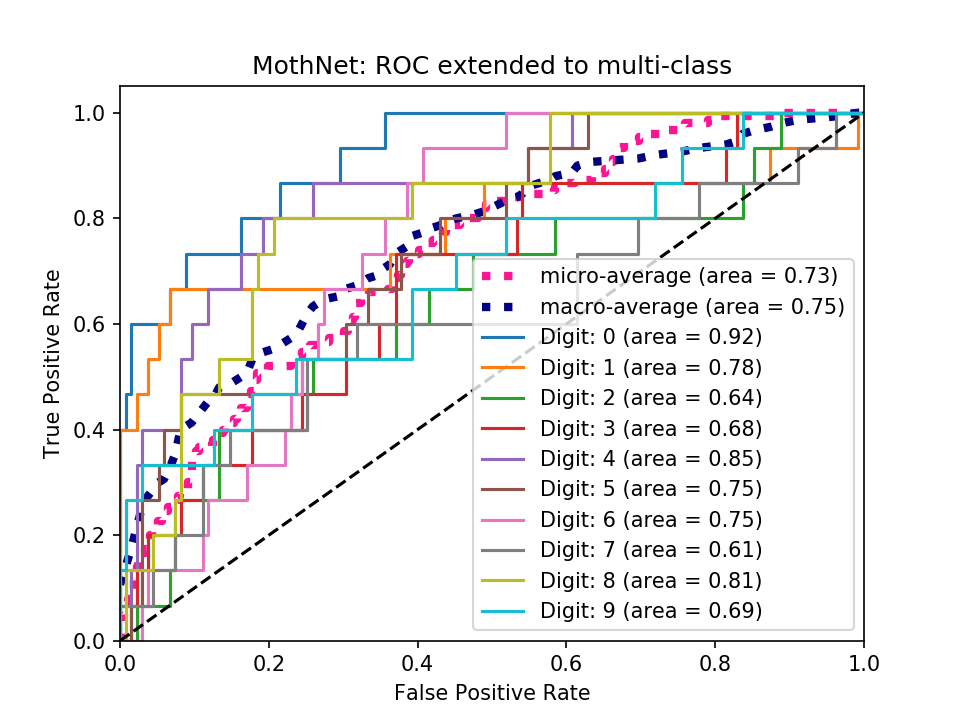 MothNet: ROC extended to multi-class
True Positive Rate
1.0
0.8
0.6
0.4
0.2
0.0
micro-average (area = 0.73)
macro-average (area = 0.75)
Digit: 0 (area = 0.92)
Digit: 1 (area = 0.78)
Digit: 2 (area = 0.64)
Digit: 3 (area = 0.68)
Digit: 4 (area = 0.85)
Digit: 5 (area = 0.75)
Digit: 6 (area = 0.75)
Digit: 7 (area = 0.61)
Digit: 8 (area = 0.81)
Digit: 9 (area = 0.69)
0.0 0.2 0.4 0.6 0.8 1.0
False Positive Rate